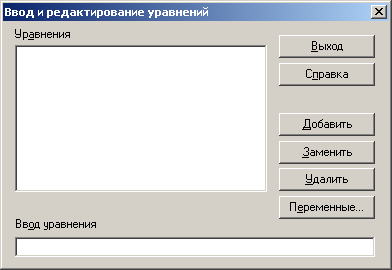 Ввод и редактирование уравнений
Уравнения
Выход
Справка
Добавить
Заменить
Удалить
Переменные...
Ввод уравнения